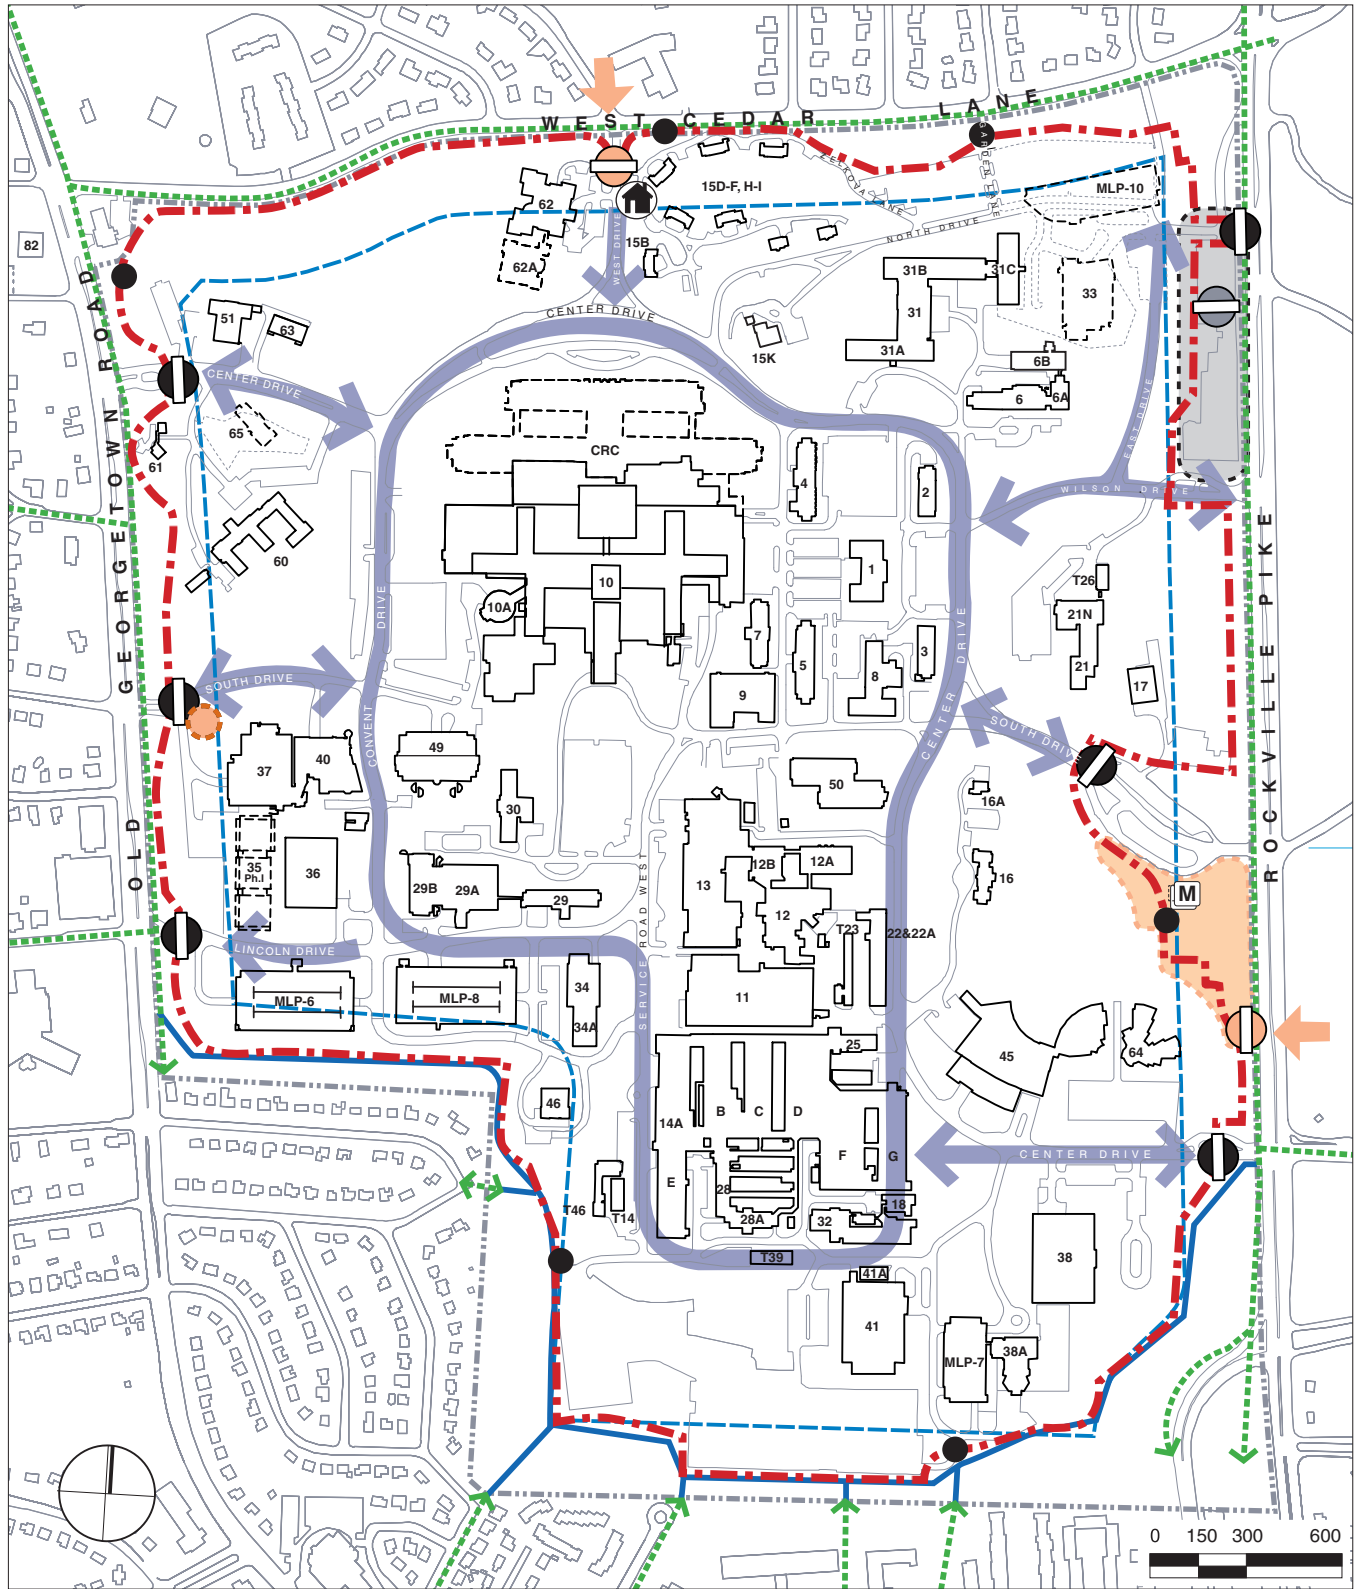 WEST CEDAR LANE
GARDEN LANE
ZELKOVA LANE
15D-F, H-I
MLP-10
62
WEST DRIVE
NORTH DRIVE
82
15B
62A
31B
31C
33
CENTER DRIVE
51
63
31
15K
31A
6B
6
6A
CENTER DRIVE
65
61
EAST DRIVE
CRC
4
2
WILSON DRIVE
OLD GEORGETOWN ROAD
ROCKVILLE PIKE
60
10
1
T26
10A
CONVENT DRIVE
21N
7
5
3
8
21
17
SOUTH DRIVE
9
CENTER DRIVE
SOUTH DRIVE
49
40
37
50
16A
30
35
Ph.I
36
29B
29A
29
13
12B
12A
16
M
12
T23
22&22A
LINCOLN DRIVE
SERVICE ROAD WEST
MLP-6
MLP-8
34
11
34A
25
45
64
46
14A
B
C
D
F
G
CENTER DRIVE
E
28
T46
T14
28A
32
18
T39
38
41A
41
MLP-7
38A
0 150 300 600